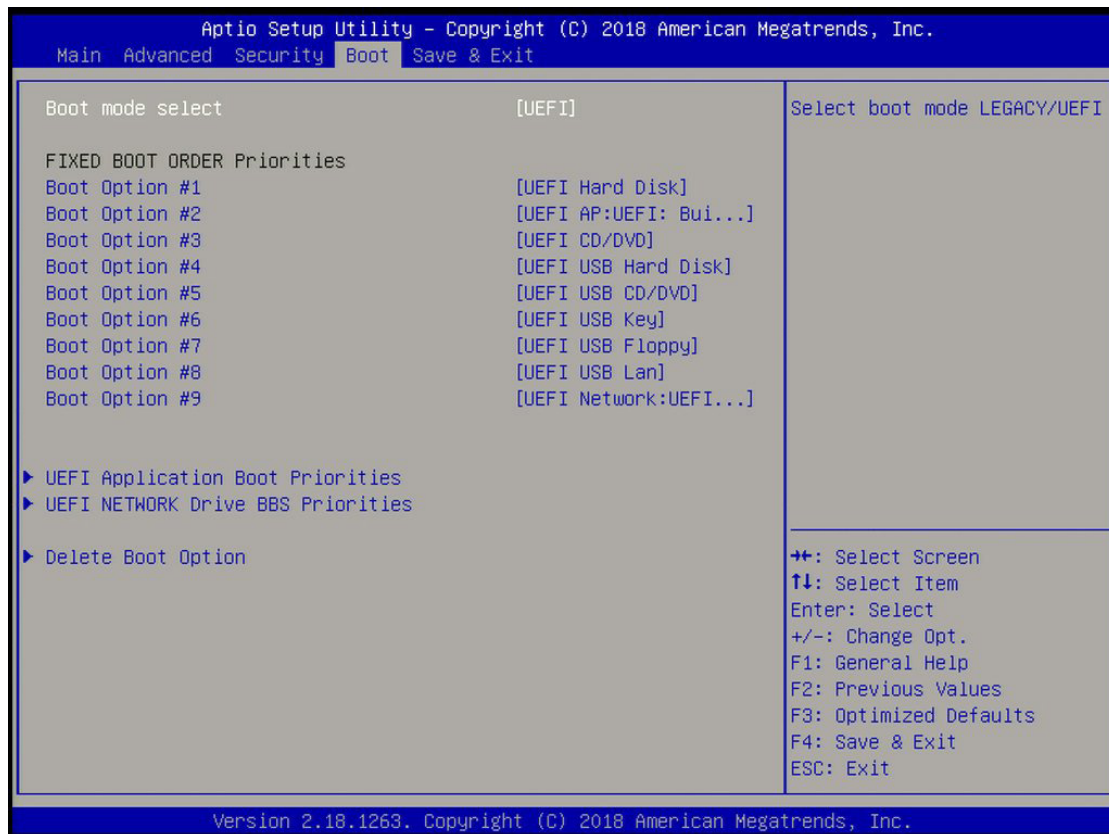 Aptio Setup Utility – Copyright (C) 2018 American Megatrends, Inc.
Main Advanced Security Boot Save & Exit
Boot mode select [UEFI]
Select boot mode LEGACY/UEFI
FIXED BOOT ORDER Priorities
Boot Option #1 [UEFI Hard Disk]
Boot Option #2 [UEFI AP:UEFI: Bui...]
Boot Option #3 [UEFI CD/DVD]
Boot Option #4 [UEFI USB Hard Disk]
Boot Option #5 [UEFI USB CD/DVD]
Boot Option #6 [UEFI USB Key]
Boot Option #7 [UEFI USB Floppy]
Boot Option #8 [UEFI USB Lan]
Boot Option #9 [UEFI Network:UEFI...]
UEFI Application Boot Priorities
UEFI NETWORK Drive BBS Priorities
Delete Boot Option
→←: Select Screen
↑↓: Select Item
Enter: Select
+/-: Change Opt.
F1: General Help
F2: Previous Values
F3: Optimized Defaults
F4: Save & Exit
ESC: Exit
Version 2.18.1263. Copyright (C) 2018 American Megatrends, Inc.